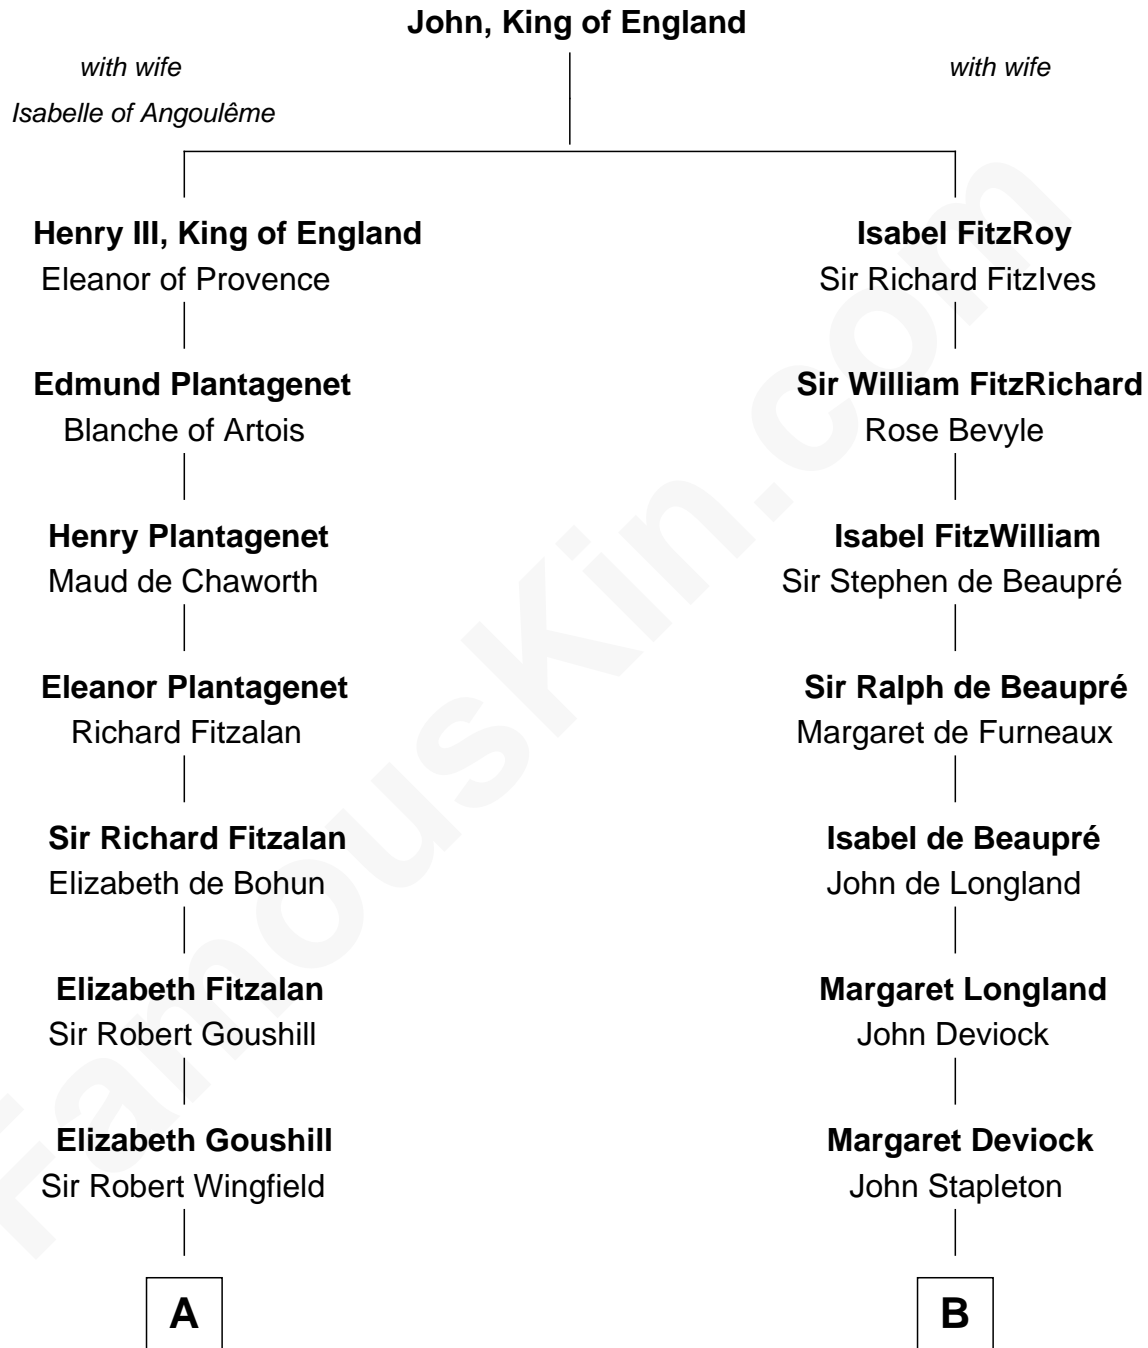 John, King of England
with wife
with wife
Isabelle of Angoulême
Henry III, King of England
Isabel FitzRoy
Eleanor of Provence
Sir Richard FitzIves
Edmund Plantagenet
Sir William FitzRichard
Blanche of Artois
Rose Bevyle
Henry Plantagenet
Isabel FitzWilliam
Maud de Chaworth
Sir Stephen de Beaupré
Eleanor Plantagenet
Sir Ralph de Beaupré
Richard Fitzalan
Margaret de Furneaux
Sir Richard Fitzalan
Isabel de Beaupré
Elizabeth de Bohun
John de Longland
Elizabeth Fitzalan
Margaret Longland
Sir Robert Goushill
John Deviock
Elizabeth Goushill
Margaret Deviock
Sir Robert Wingfield
John Stapleton
A
B
FamousKin.com